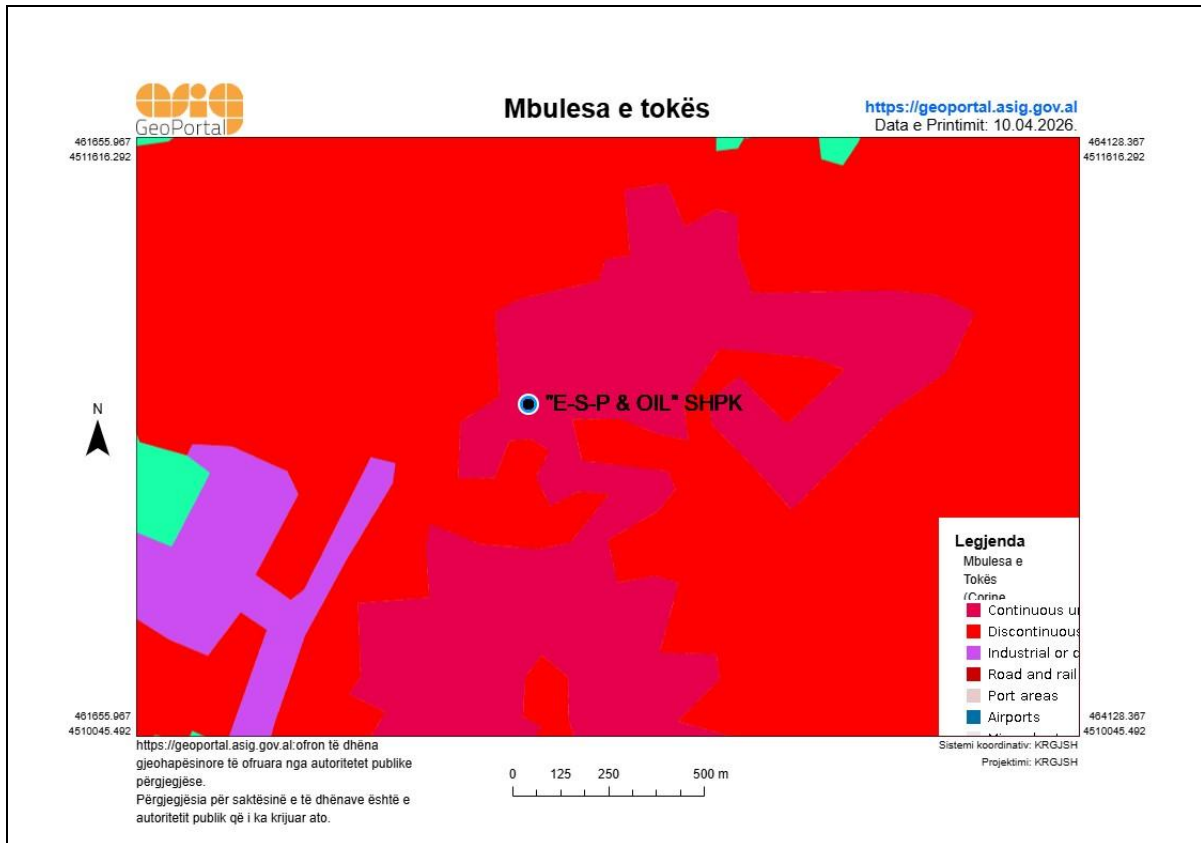 asig
GeoPortal
Mbulesa e tokës
https://geoportal.asig.gov.al
Data e Printimit: 10.04.2026.
461655.967
4511616.292
464128.367
4511616.292
N
"E-S-P & OIL" SHPK
Legjenda
Mbulesa e
Tokës
(Corine
Continuous
Discontinuous
Industrial or
Road and rail
Port areas
Airports
461655.967
4510045.492
464128.367
4510045.492
https://geoportal.asig.gov.al:ofron të dhëna
gjeohapësinore të ofruara nga autoritetet publike
përgjegjëse.
Përgjegjësia për saktësinë e të dhënave është e
autoritetit publik që i ka krijuar ato.
0 125 250 500 m
Sistemi koordinativ: KRGJSH
Projektimi: KRGJSH